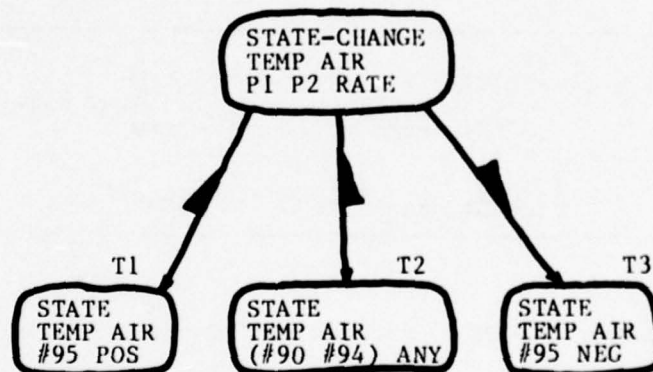 STATE-CHANGE
TEMP AIR
P1 P2 RATE
T1
STATE
TEMP AIR
#95 POS
T2
STATE
TEMP AIR
(#90 #94) ANY
T3
STATE
TEMP AIR
#95 NEG